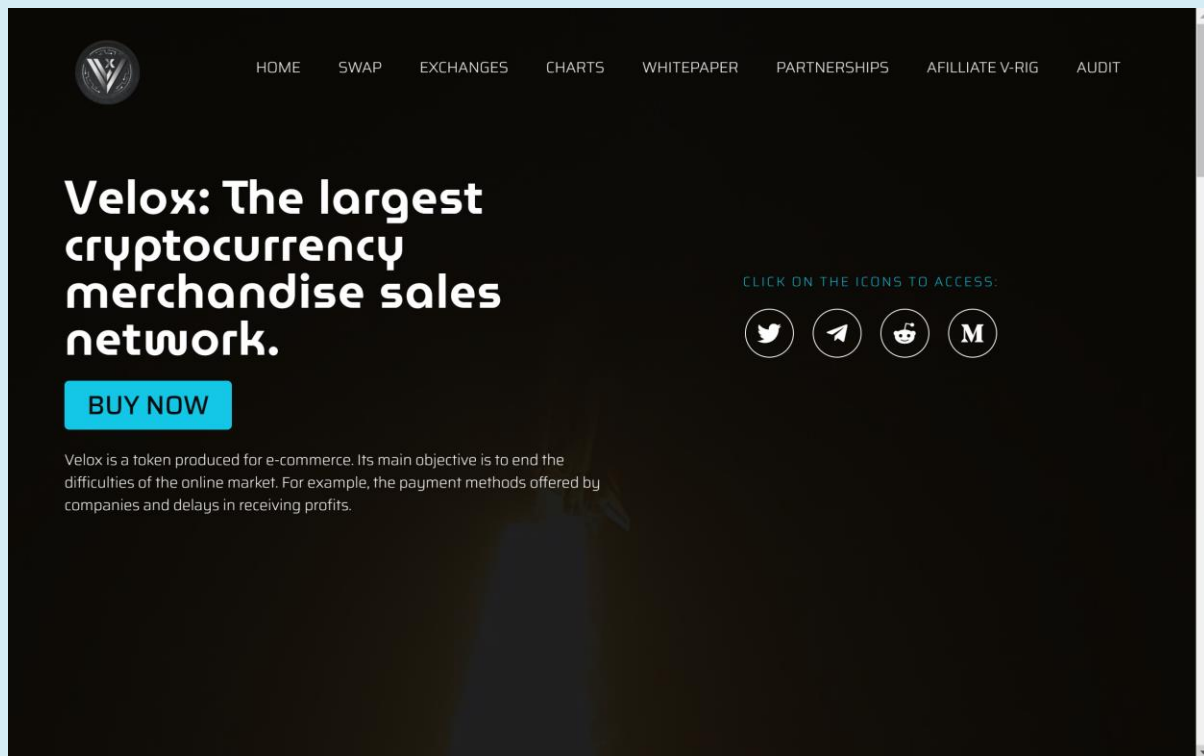 HOME SWAP EXCHANGES CHARTS WHITEPAPER PARTNERSHIPS AFILLIATE V-RIG AUDIT
Velox: The largest
cryptocurrency
merchandise sales
network.
BUY NOW
Velox is a token produced for e-commerce. Its main objective is to end the
difficulties of the online market. For example, the payment methods offered by
companies and delays in receiving profits.
CLICK ON THE ICONS TO ACCESS: